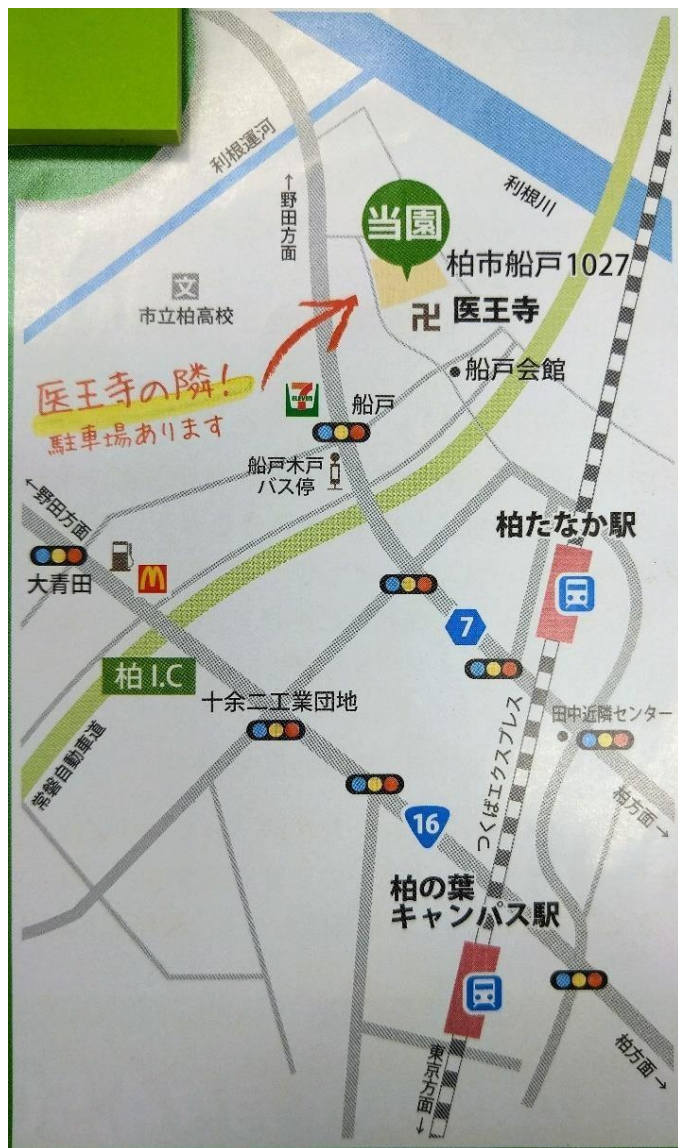 利根運河
↑野田方面
利根川
当園
柏市船戸1027
文
市立柏高校
卍 医王寺
医王寺の隣!
駐車場あります
船戸会館
7
ELEVEN
船戸
船戸木戸
バス停
←野田方面
柏たなか駅
大青田
M
7
柏 I.C
十余二工業団地
田中近隣センター
常磐自動車道
つくばエクスプレス
柏方面→
16
柏の葉
キャンパス駅
柏方面→
東京方面→